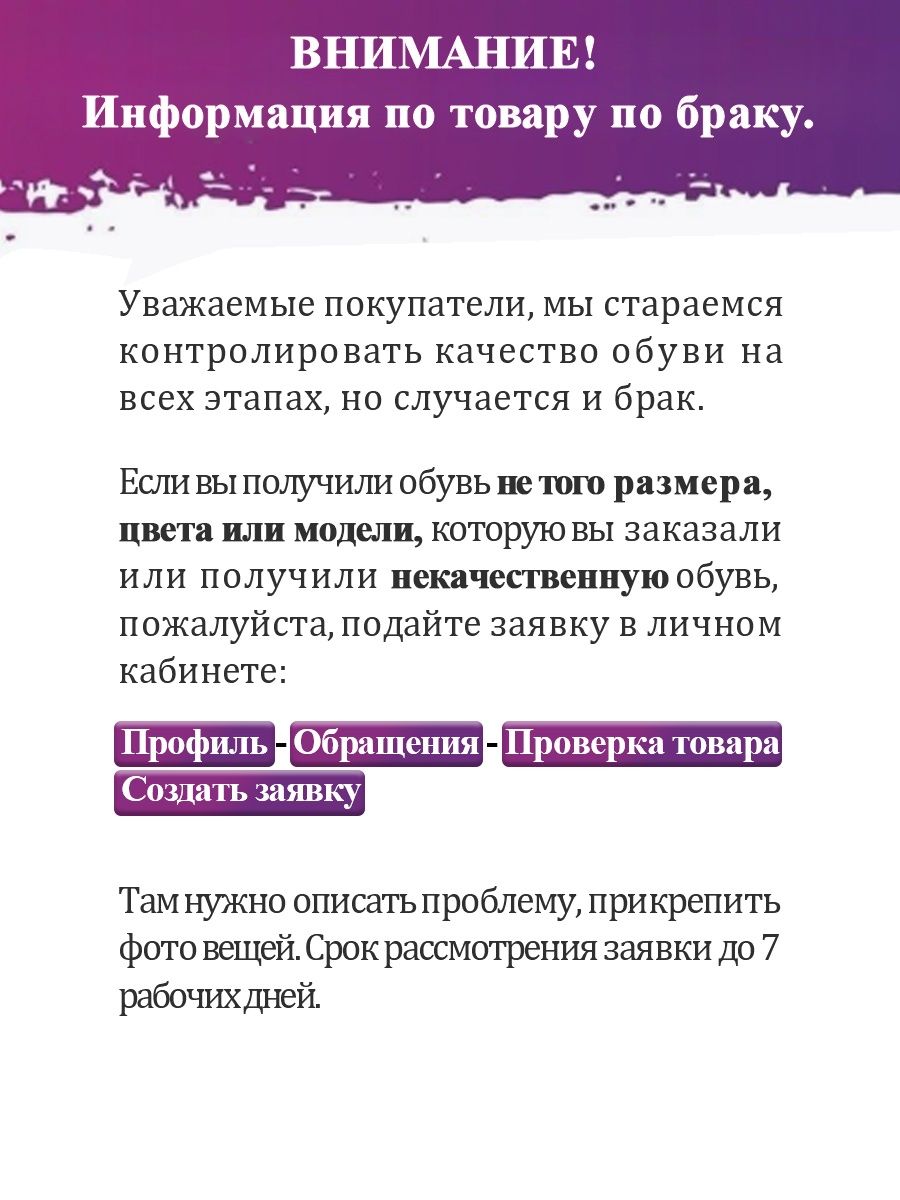 ВНИМАНИЕ!
Информация по товару по браку.
Уважаемые покупатели, мы стараемся
контролировать качество обуви на
всех этапах, но случается и брак.
Если вы получили обувь не того размера,
цвета или модели, которую вы заказали
или получили некачественную обувь,
пожалуйста, подайте заявку в личном
кабинете:
Профиль - Обращения - Проверка товара
Создать заявку
Там нужно описать проблему, прикрепить
фото вещей. Срок рассмотрения заявки до 7
рабочих дней.